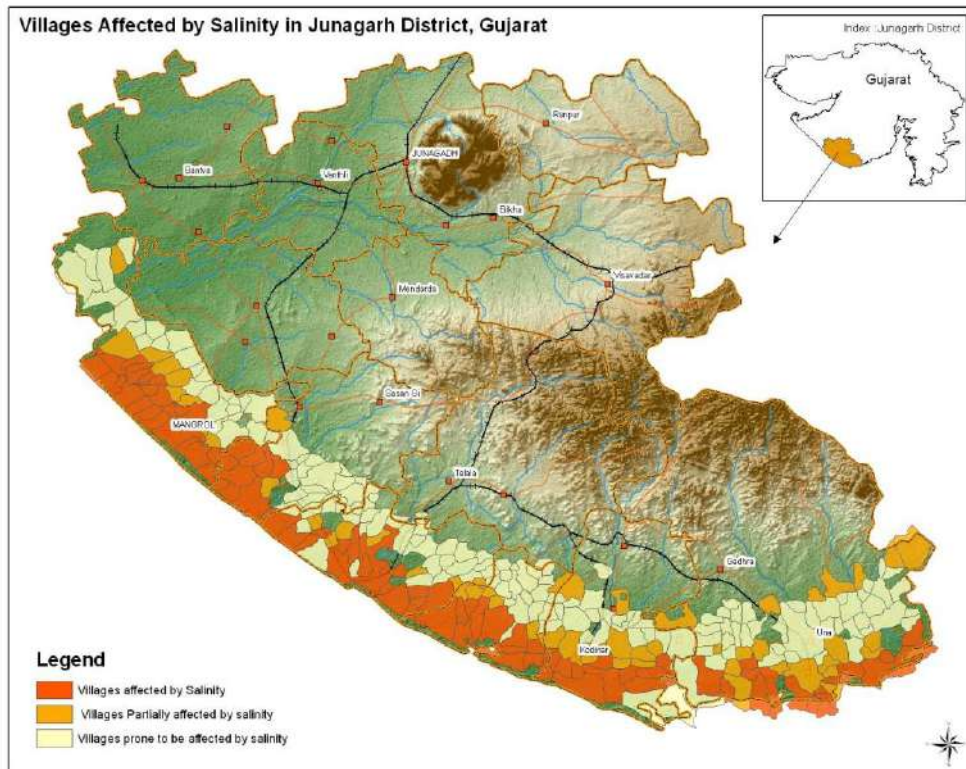 Villages Affected by Salinity in Junagarh District, Gujarat
Index :Junagarh District
Gujarat
Ranpur
JUNAGADH
Bantva
Vanthli
Bilkha
Visavadar
Mendarda
Sasan Gir
MANGROL
Talala
Gadhra
Una
Kodinar
Legend
Villages affected by Salinity
Villages Partially affected by salinity
Villages prone to be affected by salinity